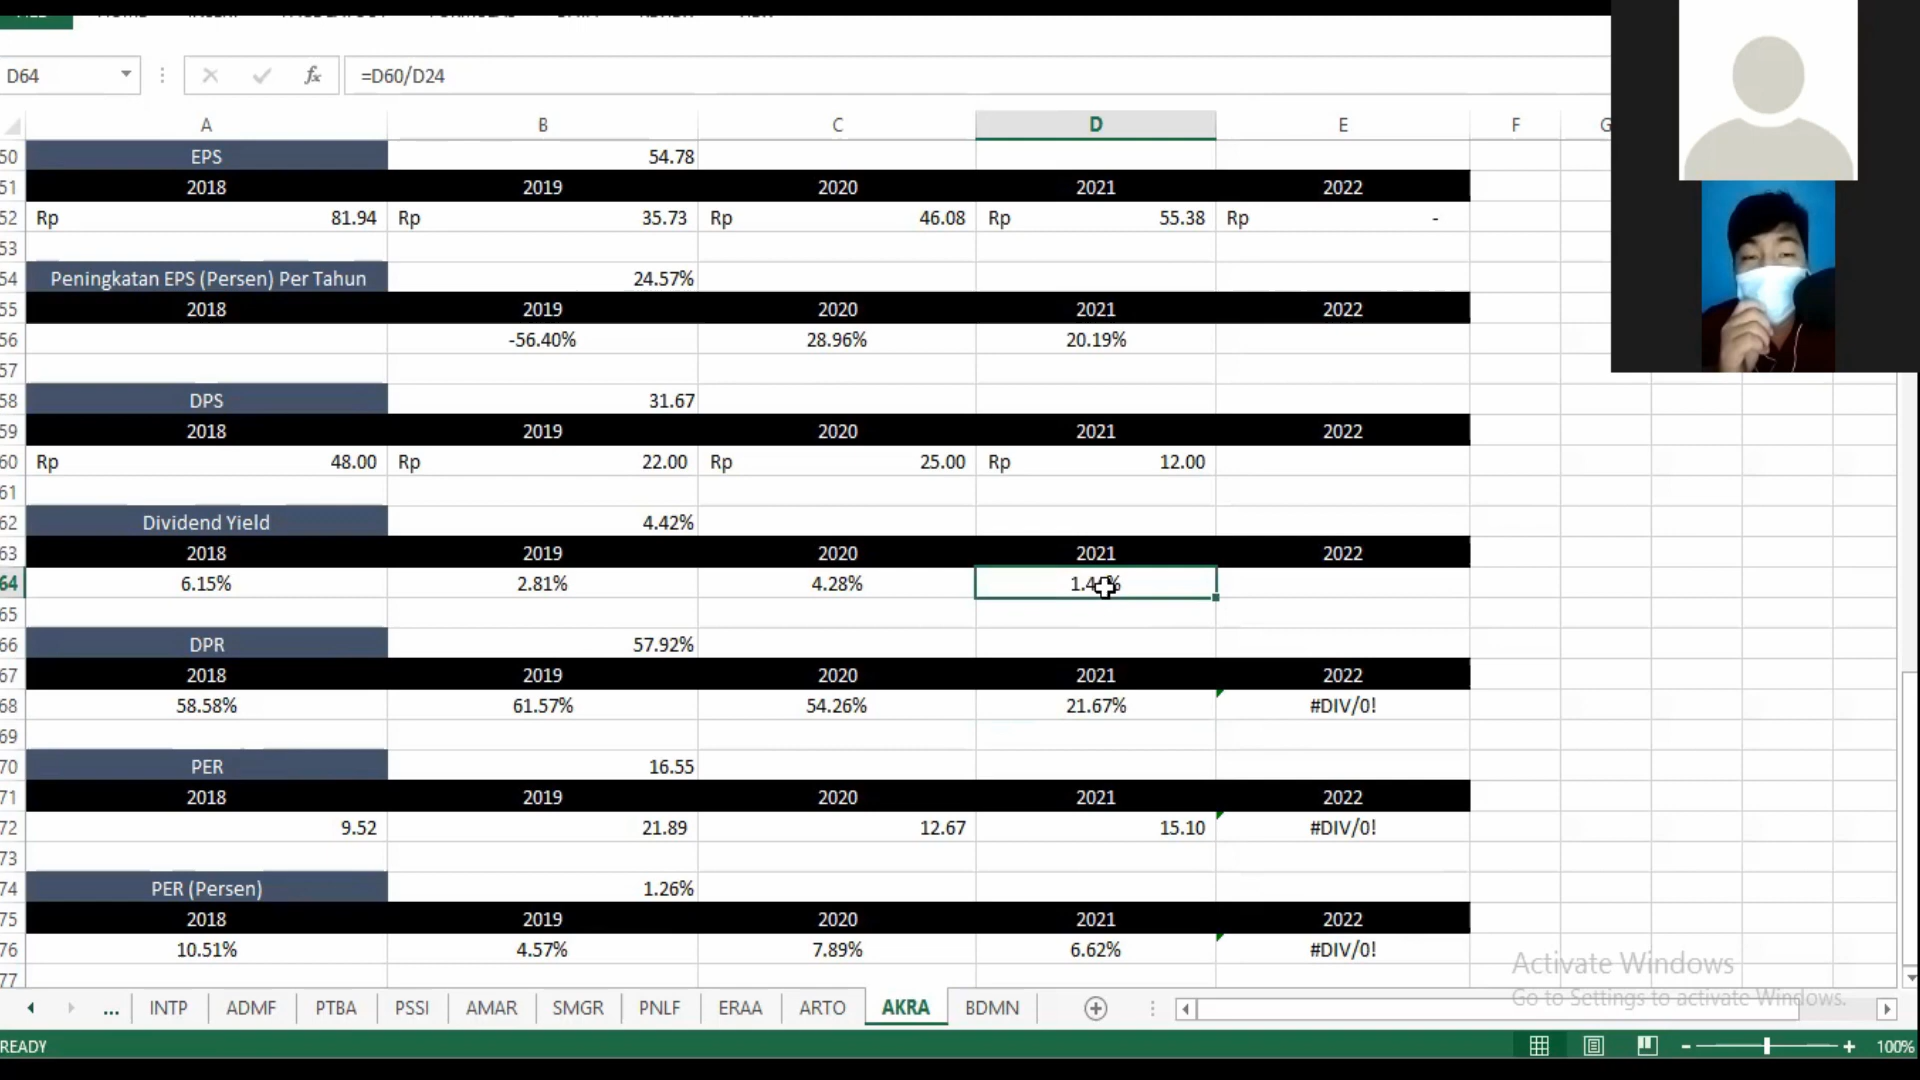 D64 fx =D60/D24
A B C D E F G
50 EPS 54.78
51 2018 2019 2020 2021 2022
52 Rp 81.94 Rp 35.73 Rp 46.08 Rp 55.38 Rp -
53
54 Peningkatan EPS (Persen) Per Tahun 24.57%
55 2018 2019 2020 2021 2022
56 -56.40% 28.96% 20.19%
57
58 DPS 31.67
59 2018 2019 2020 2021 2022
60 Rp 48.00 Rp 22.00 Rp 25.00 Rp 12.00
61
62 Dividend Yield 4.42%
63 2018 2019 2020 2021 2022
64 6.15% 2.81% 4.28%
65
66 DPR 57.92%
67 2018 2019 2020 2021 2022
68 58.58% 61.57% 54.26% 21.67% #DIV/0!
69
70 PER 16.55
71 2018 2019 2020 2021 2022
72 9.52 21.89 12.67 15.10 #DIV/0!
73
74 PER (Persen) 1.26%
75 2018 2019 2020 2021 2022
76 10.51% 4.57% 7.89% 6.62% #DIV/0!
77
Activate Windows
Go to Settings to activate Windows.
... INTP ADMF PTBA PSSI AMAR SMGR PNLF ERAA ARTO AKRA BDMN
READY 100%